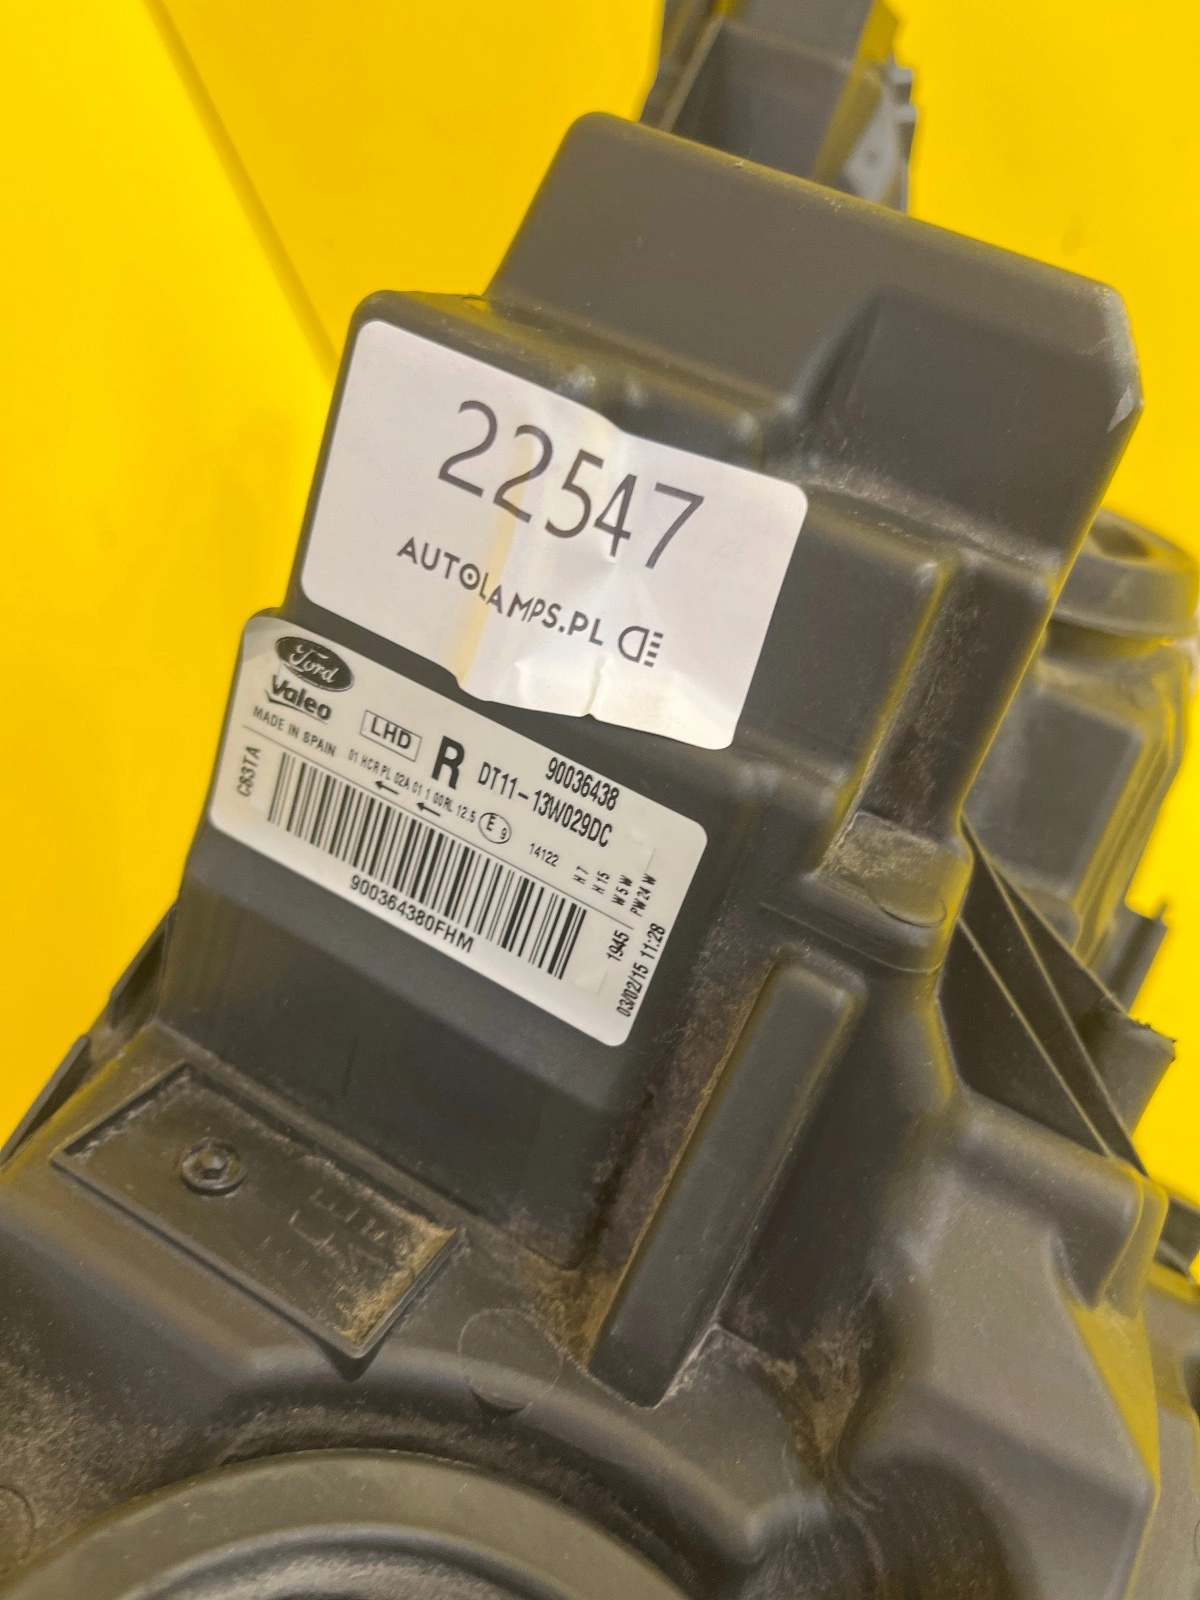 22547
AUTOLAMPS.PL
Ford
Valeo
MADE IN SPAIN
LHD
R
90036438
DT11-13W029DC
01 HCR PL 02A 01 1 00RL 12.5
E 9
14122
H7
H15
W5W
PW24W
C83TA
900364380FHM
1945
03/02/15 11:28